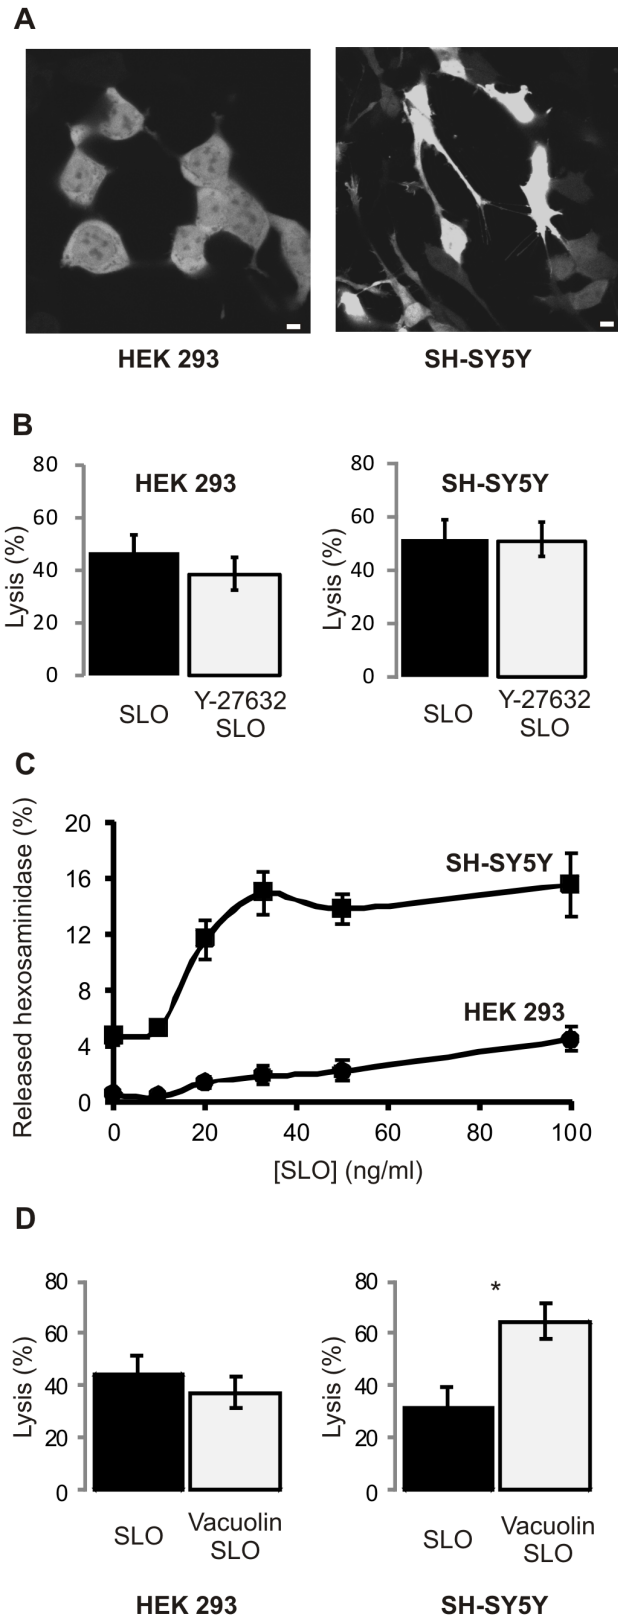 A
HEK 293
SH-SY5Y
B
HEK 293
SH-SY5Y
Lysis (%)
80
60
40
20
0
SLO
Y-27632
SLO
Lysis (%)
80
60
40
20
0
SLO
Y-27632
SLO
C
Released hexosaminidase (%)
20
16
12
8
4
0
SH-SY5Y
HEK 293
0 20 40 60 80 100
[SLO] (ng/ml)
D
Lysis (%)
80
60
40
20
0
SLO
Vacuolin
SLO
HEK 293
Lysis (%)
80
60
40
20
0
*
SLO
Vacuolin
SLO
SH-SY5Y